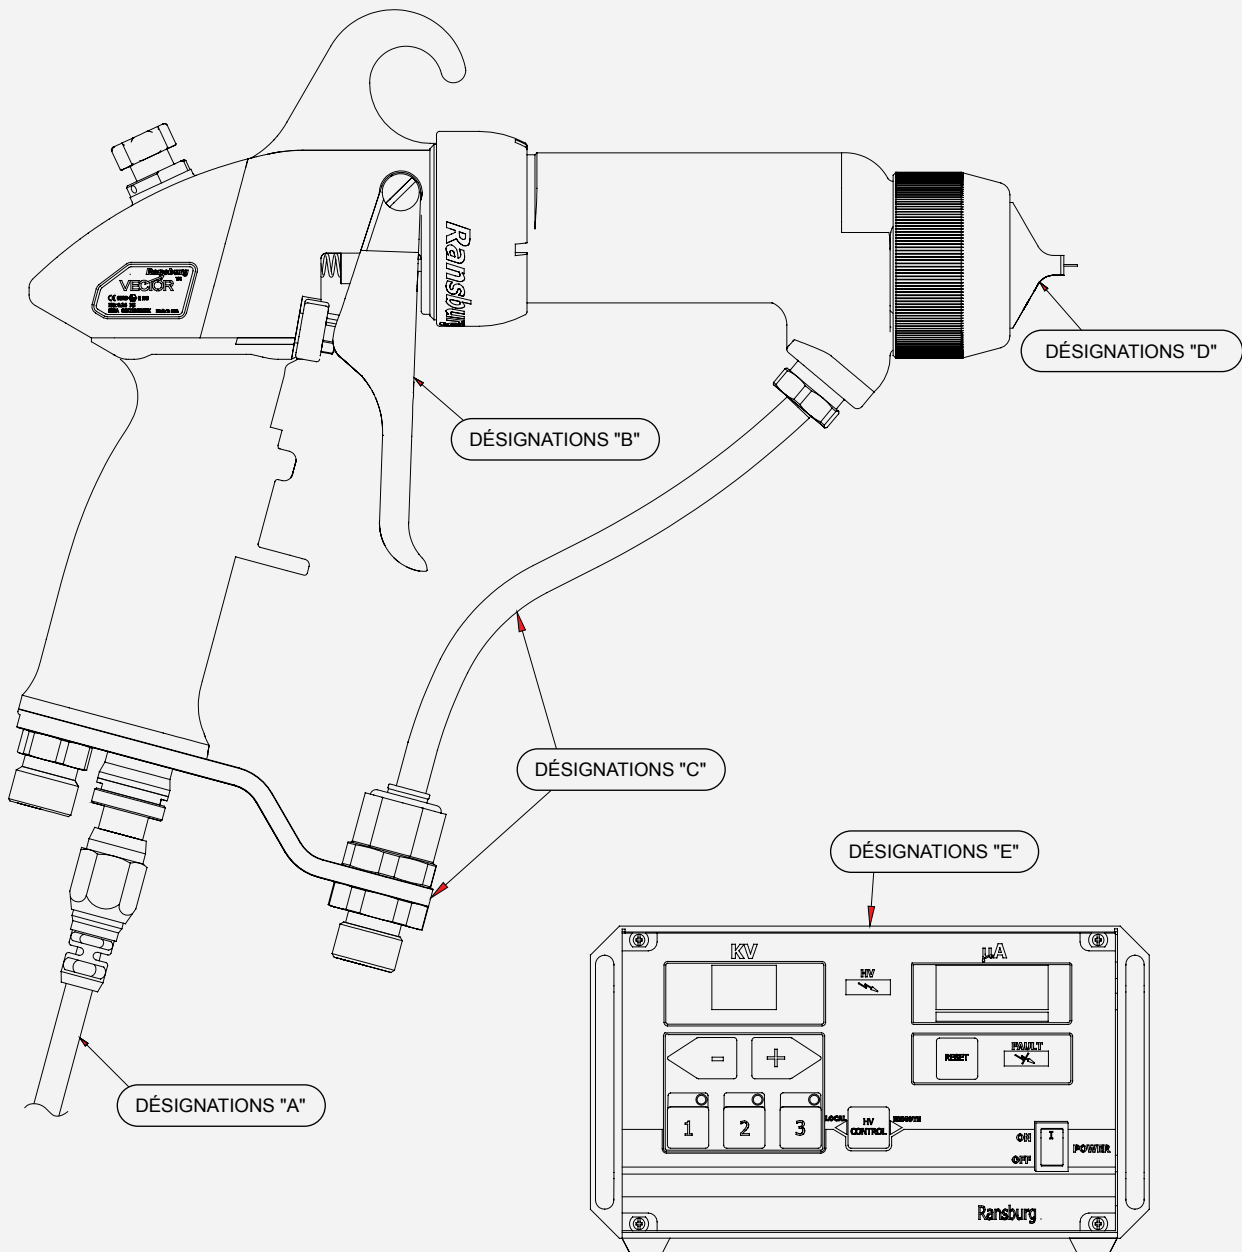 Ransburg
VECTOR
Ransburg
DÉSIGNATIONS "D"
DÉSIGNATIONS "B"
DÉSIGNATIONS "C"
DÉSIGNATIONS "E"
DÉSIGNATIONS "A"
KV
HV
µA
- +
RESET
FAULT
1 2 3
LOCAL
HV
CONTROL
REMOTE
ON
I
OFF
POWER
Ransburg